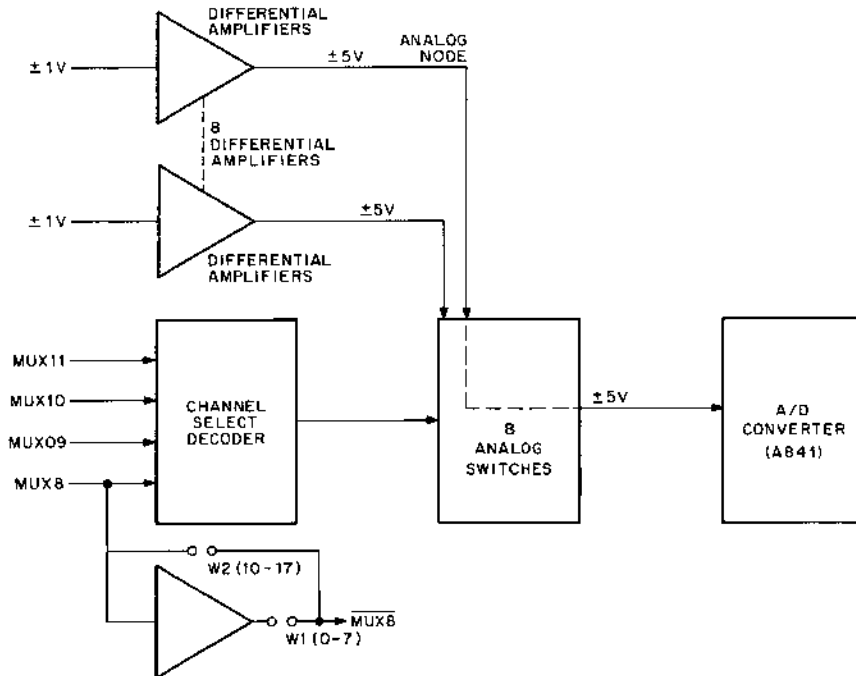 DIFFERENTIAL
AMPLIFIERS
±1V
±5V
ANALOG
NODE
8
DIFFERENTIAL
AMPLIFIERS
±1V
±5V
DIFFERENTIAL
AMPLIFIERS
MUX11
MUX10
MUX09
MUX8
CHANNEL
SELECT
DECODER
8
ANALOG
SWITCHES
±5V
A/D
CONVERTER
(A841)
W2 (10-17)
W1 (0-7)
MUX8